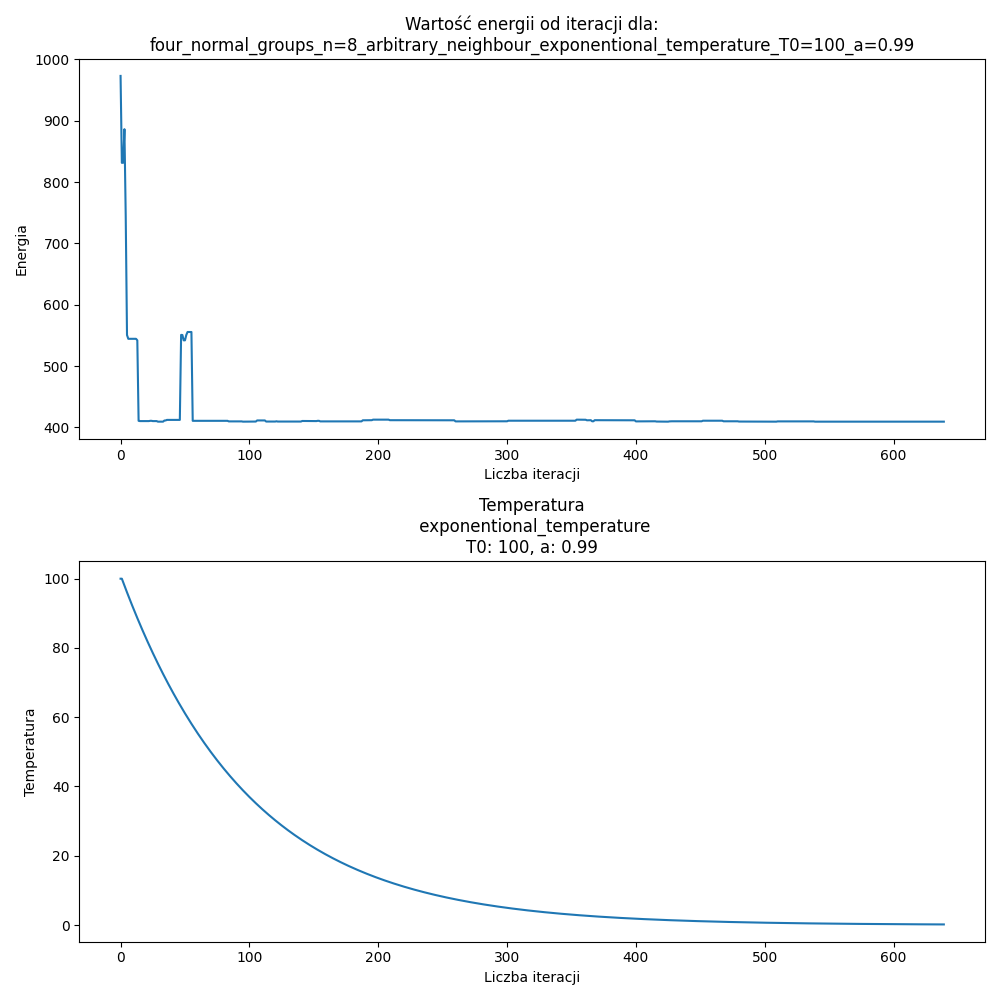 Wartość energii od iteracji dla:
four_normal_groups_n=8_arbitrary_neighbour_exponentional_temperature_T0=100_a=0.99
1000
900
800
700
600
500
400
Energia
0 100 200 300 400 500 600
Liczba iteracji
Temperatura
exponentional_temperature
T0: 100, a: 0.99
100
80
60
40
20
0
Temperatura
0 100 200 300 400 500 600
Liczba iteracji